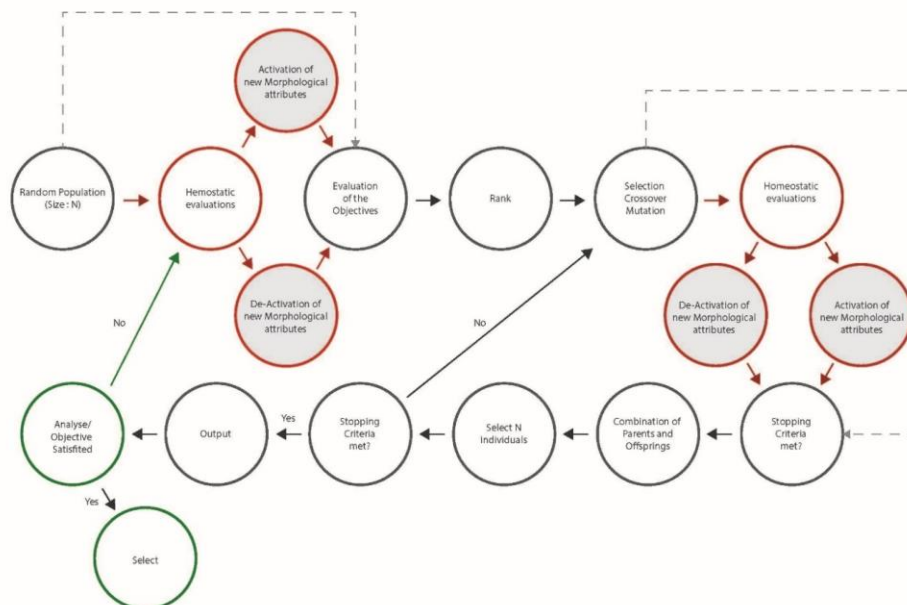 Activation of
new Morphological
attributes
Random Population
(Size : N)
Hemostatic
evaluations
Evaluation
of the
Objectives
Rank
Selection
Crossover
Mutation
Homeostatic
evaluations
De-Activation of
new Morphological
attributes
De-Activation of
new Morphological
attributes
Activation of
new Morphological
attributes
No
No
Analyse/
Objective
Satisfited
Output
Yes
Stopping
Criteria
met?
Select N
Individuals
Combination of
Parents and
Offsprings
Stopping
Criteria
met?
Yes
Select